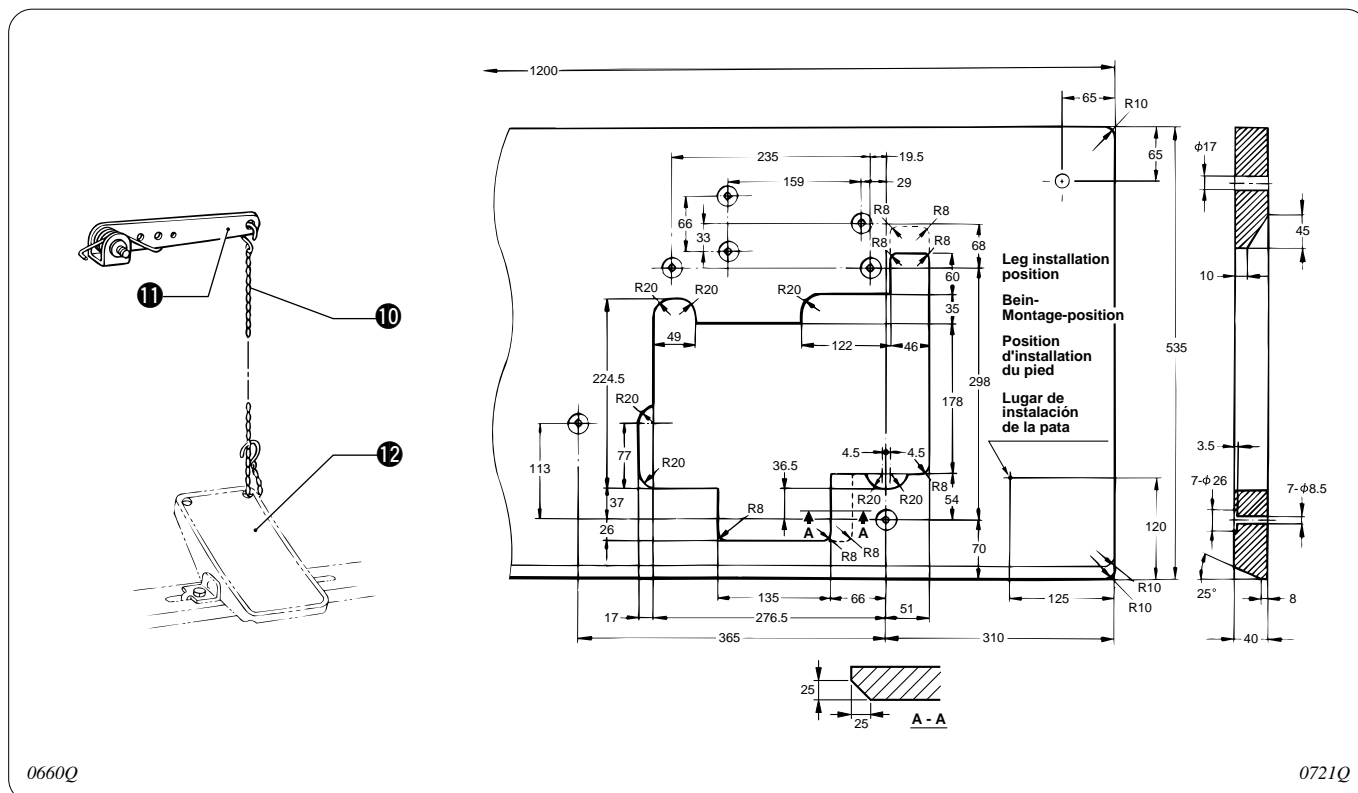 1200
65
R10
235
19.5
65
φ17
159
29
R8
R8
66
33
68
45
R8
R8
Leg installation
position
60
10
⓫
R20
R20
R20
Bein-
Montage-position
35
❿
49
122
46
535
Position
d'installation
du pied
224.5
298
178
R20
Lugar de
instalación
de la pata
3.5
⓬
4.5
4.5
77
113
36.5
R20
R8
7-φ26
7-φ8.5
R20
R20
37
54
R8
A
A
120
26
R8
R8
70
R10
25°
R10
125
8
135
66
51
17
276.5
365
310
40
25
25
A - A
0660Q
0721Q